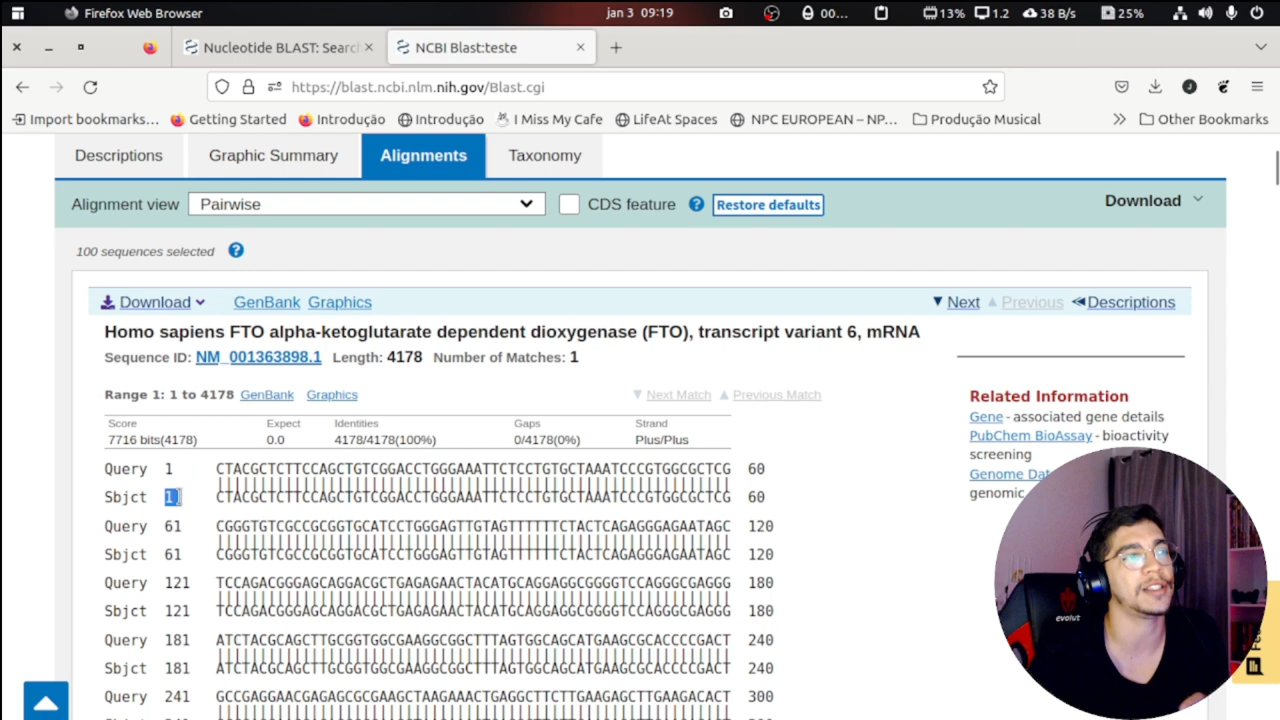 Firefox Web Browser jan 3 09:19 00... 13% 1.2 38 B/s 25%
Nucleotide BLAST: Searc NCBI Blast:teste
https://blast.ncbi.nlm.nih.gov/Blast.cgi
Import bookmarks... Getting Started Introdução Introdução I Miss My Cafe LifeAt Spaces NPC EUROPEAN – NP... Produção Musical Other Bookmarks
Descriptions Graphic Summary Alignments Taxonomy
Alignment view Pairwise CDS feature Restore defaults Download
100 sequences selected
Download GenBank Graphics Next Previous Descriptions
Homo sapiens FTO alpha-ketoglutarate dependent dioxygenase (FTO), transcript variant 6, mRNA
Sequence ID: NM_001363898.1 Length: 4178 Number of Matches: 1
Range 1: 1 to 4178 GenBank Graphics Next Match Previous Match
Score Expect Identities Gaps Strand
7716 bits(4178) 0.0 4178/4178(100%) 0/4178(0%) Plus/Plus
Query 1 CTACGCTCTTCCAGCTGTCGGACCTGGGAAATTCTCCTGTGCTAAATCCCGTGGCGCTCG 60
Sbjct 1 CTACGCTCTTCCAGCTGTCGGACCTGGGAAATTCTCCTGTGCTAAATCCCGTGGCGCTCG 60
Query 61 CGGGTGTCGCCGCGGTGCATCCTGGGAGTTGTAGTTTTTTCTACTCAGAGGGAGAATAGC 120
Sbjct 61 CGGGTGTCGCCGCGGTGCATCCTGGGAGTTGTAGTTTTTTCTACTCAGAGGGAGAATAGC 120
Query 121 TCCAGACGGGAGCAGGACGCTGAGAGAACTACATGCAGGAGGCGGGGTCCAGGGCGAGGG 180
Sbjct 121 TCCAGACGGGAGCAGGACGCTGAGAGAACTACATGCAGGAGGCGGGGTCCAGGGCGAGGG 180
Query 181 ATCTACGCAGCTTGCGGTGGCGAAGGCGGCTTTAGTGGCAGCATGAAGCGCACCCCGACT 240
Sbjct 181 ATCTACGCAGCTTGCGGTGGCGAAGGCGGCTTTAGTGGCAGCATGAAGCGCACCCCGACT 240
Query 241 GCCGAGGAACGAGAGCGCGAAGCTAAGAAACTGAGGCTTCTTGAAGAGCTTGAAGACACT 300
Related Information
Gene - associated gene details
PubChem BioAssay - bioactivity
screening
Genome Dat
genomic
evolut